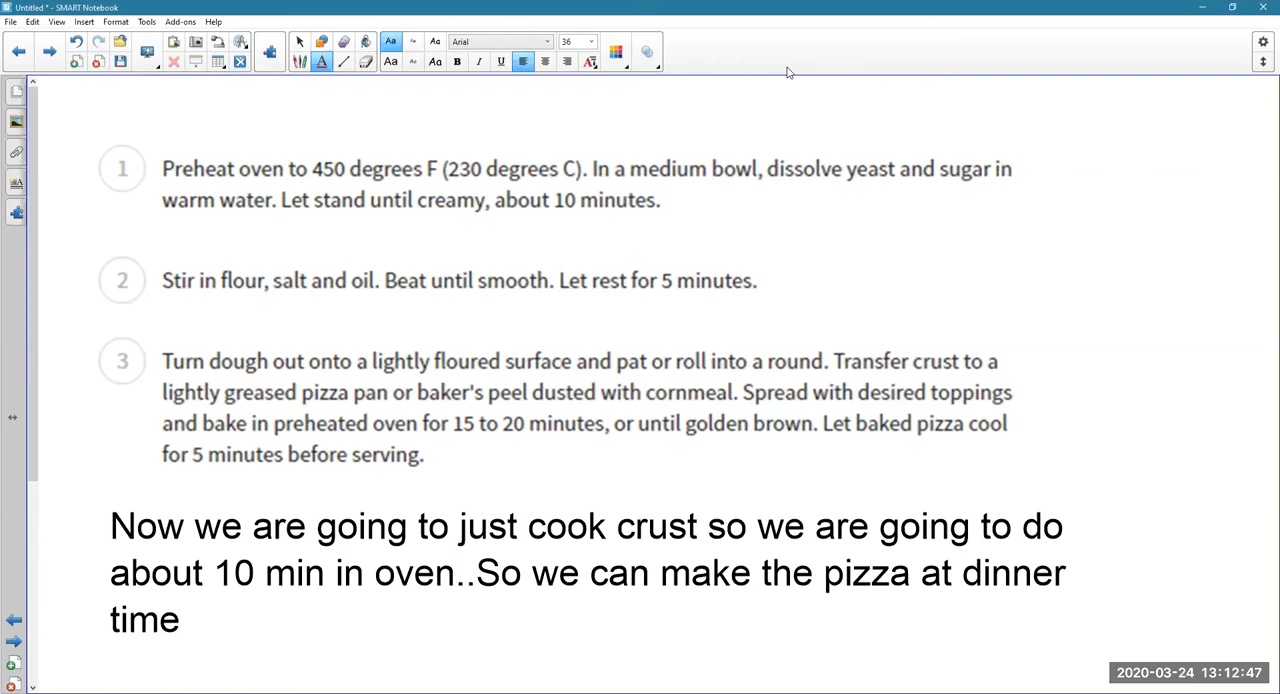 Untitled * - SMART Notebook
File Edit View Insert Format Tools Add-ons Help
Aa Aa Aa Arial 36
A Aa Aa Aa B I U
1 Preheat oven to 450 degrees F (230 degrees C). In a medium bowl, dissolve yeast and sugar in
warm water. Let stand until creamy, about 10 minutes.
2 Stir in flour, salt and oil. Beat until smooth. Let rest for 5 minutes.
3 Turn dough out onto a lightly floured surface and pat or roll into a round. Transfer crust to a
lightly greased pizza pan or baker's peel dusted with cornmeal. Spread with desired toppings
and bake in preheated oven for 15 to 20 minutes, or until golden brown. Let baked pizza cool
for 5 minutes before serving.
Now we are going to just cook crust so we are going to do
about 10 min in oven..So we can make the pizza at dinner
time
2020-03-24 13:12:47